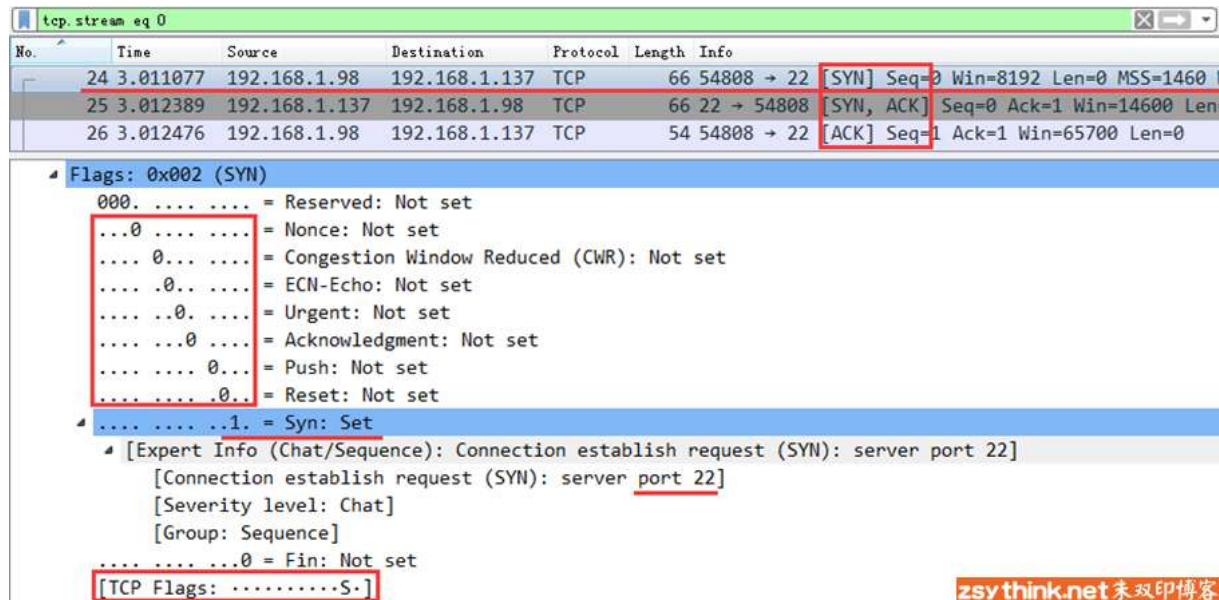 tcp.stream eq 0
No. Time Source Destination Protocol Length Info
24 3.011077 192.168.1.98 192.168.1.137 TCP 66 54808 → 22 [SYN] Seq=0 Win=8192 Len=0 MSS=1460
25 3.012389 192.168.1.137 192.168.1.98 TCP 66 22 → 54808 [SYN, ACK] Seq=0 Ack=1 Win=14600 Len
26 3.012476 192.168.1.98 192.168.1.137 TCP 54 54808 → 22 [ACK] Seq=1 Ack=1 Win=65700 Len=0
Flags: 0x002 (SYN)
000. .... .... = Reserved: Not set
...0 .... .... = Nonce: Not set
.... 0... .... = Congestion Window Reduced (CWR): Not set
.... .0.. .... = ECN-Echo: Not set
.... ..0. .... = Urgent: Not set
.... ...0 .... = Acknowledgment: Not set
.... .... 0... = Push: Not set
.... .... .0.. = Reset: Not set
.... .... ..1. = Syn: Set
[Expert Info (Chat/Sequence): Connection establish request (SYN): server port 22]
[Connection establish request (SYN): server port 22]
[Severity level: Chat]
[Group: Sequence]
.... .... ...0 = Fin: Not set
[TCP Flags: ··········S·]
zsythink.net朱双印博客